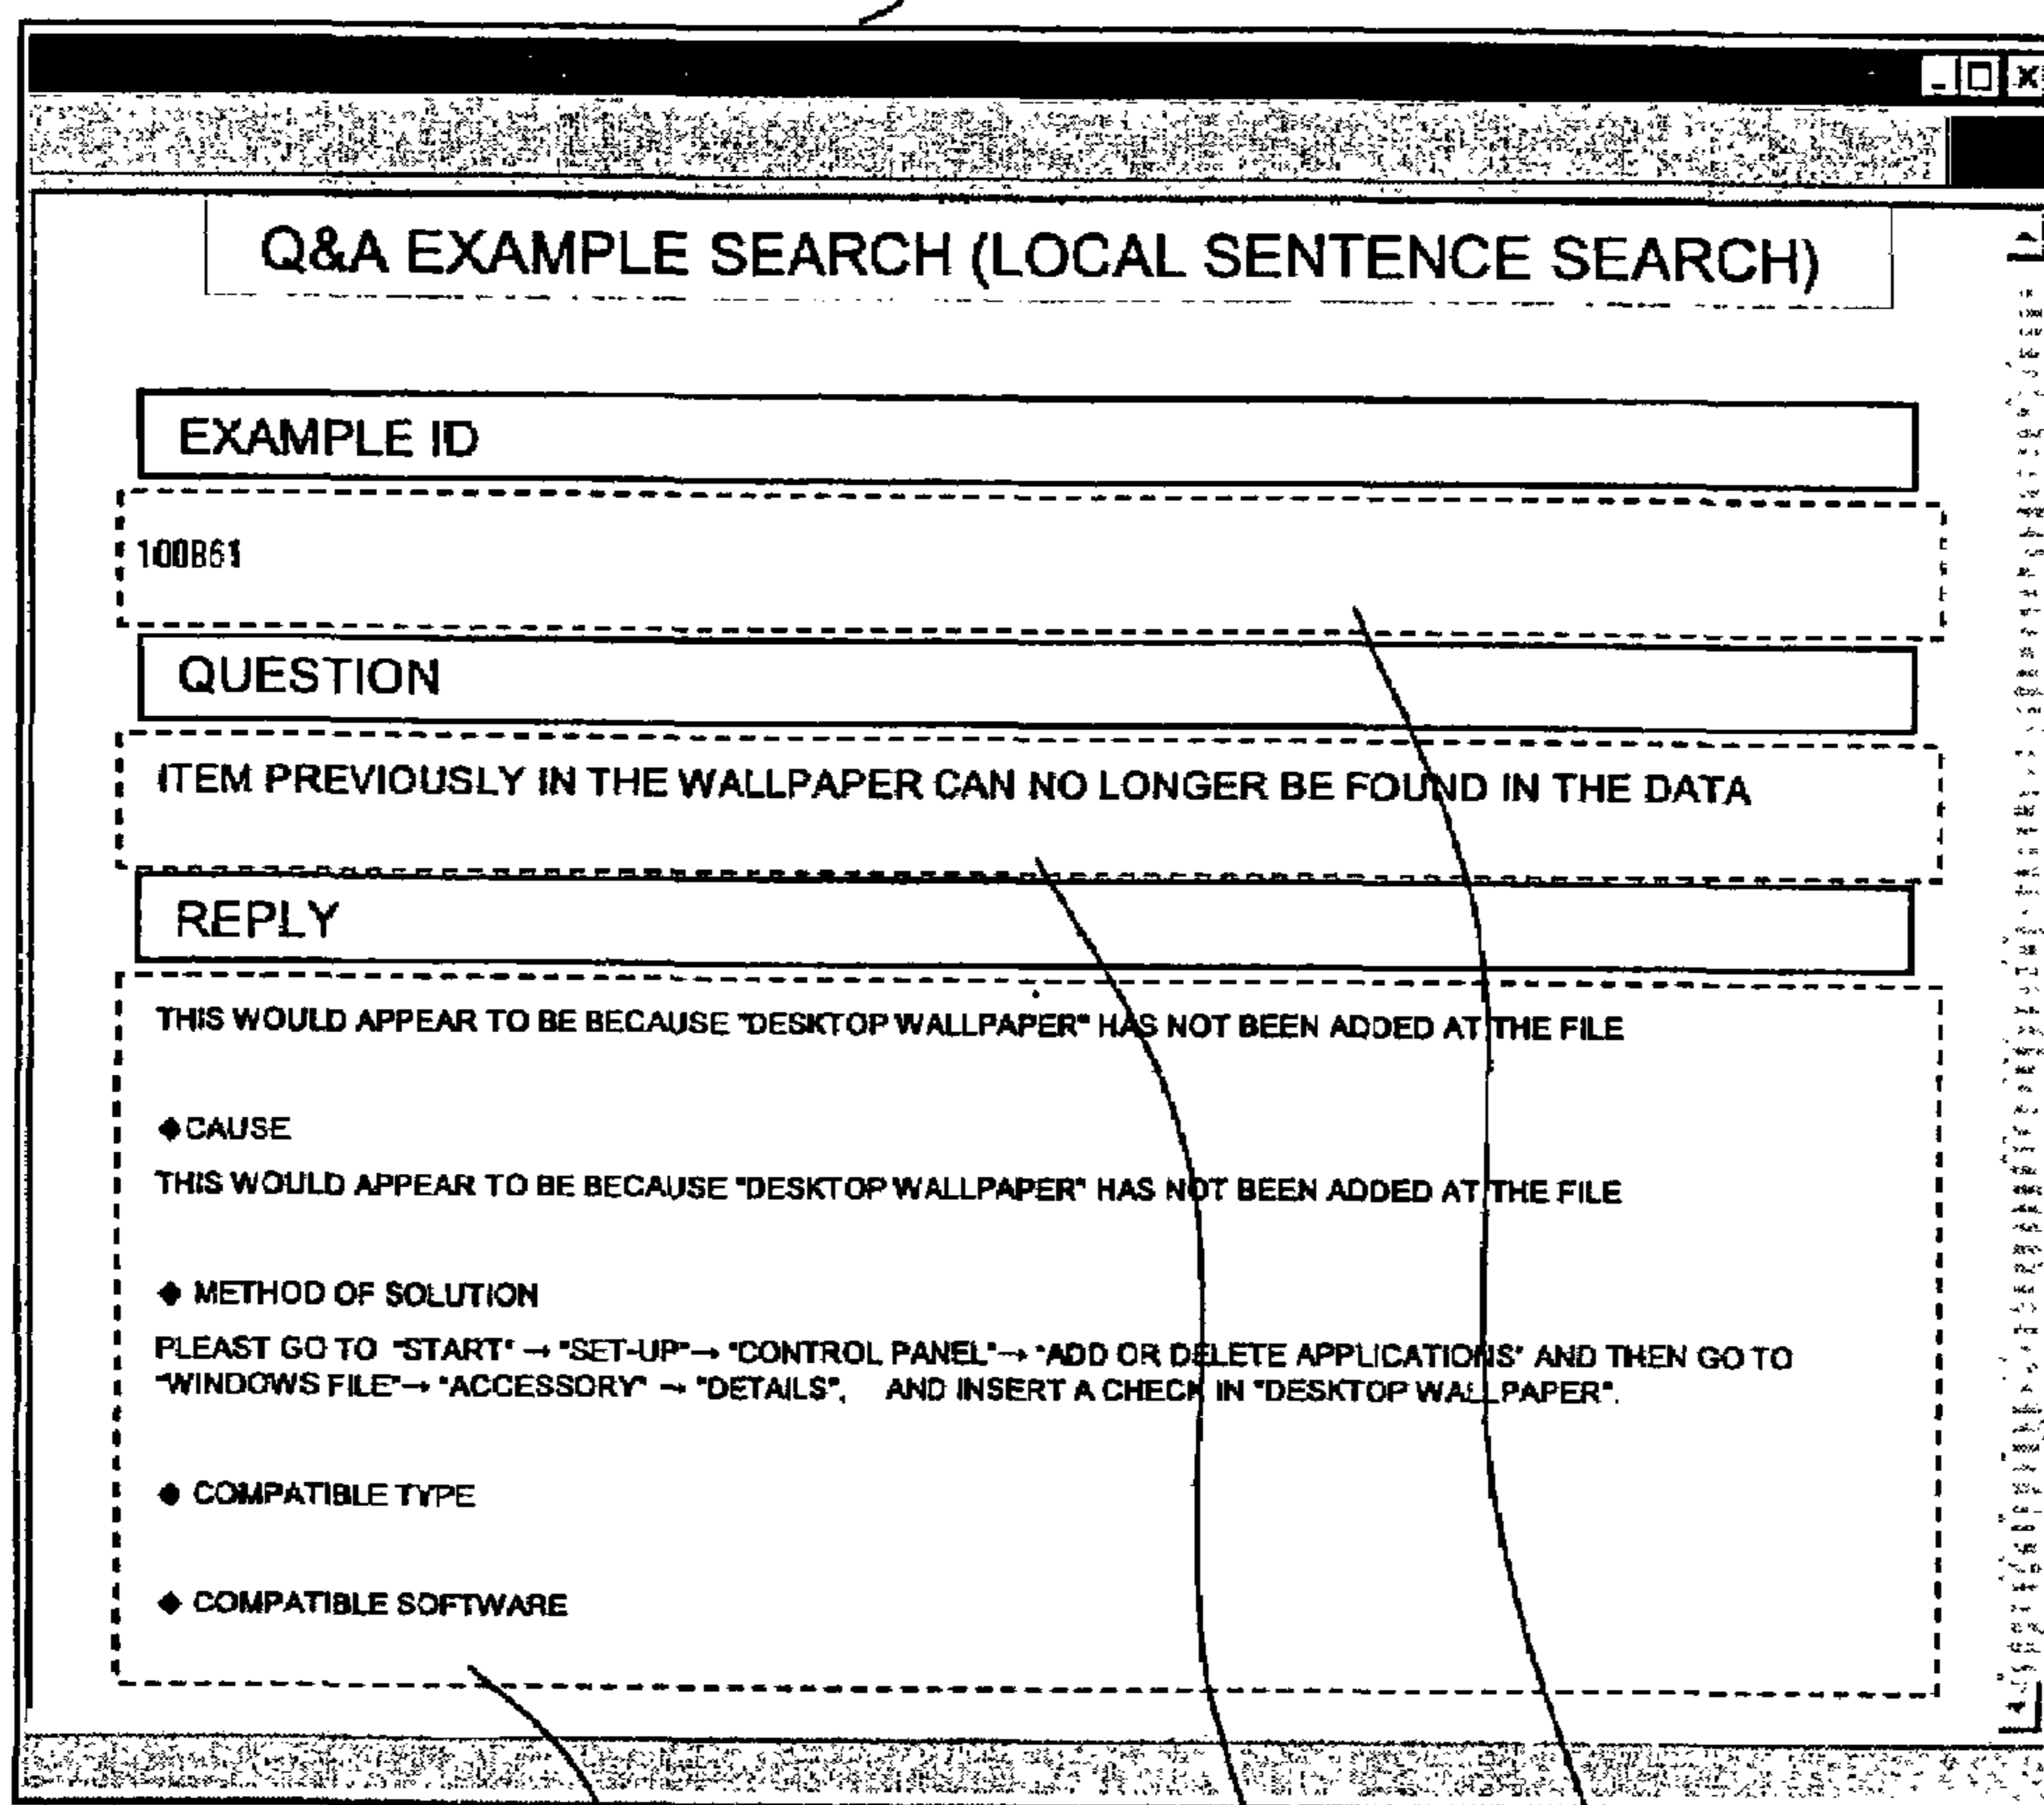 Q&A EXAMPLE SEARCH (LOCAL SENTENCE SEARCH)
EXAMPLE ID
100B61
QUESTION
ITEM PREVIOUSLY IN THE WALLPAPER CAN NO LONGER BE FOUND IN THE DATA
REPLY
THIS WOULD APPEAR TO BE BECAUSE "DESKTOP WALLPAPER" HAS NOT BEEN ADDED AT THE FILE
◆CAUSE
THIS WOULD APPEAR TO BE BECAUSE "DESKTOP WALLPAPER" HAS NOT BEEN ADDED AT THE FILE
◆ METHOD OF SOLUTION
PLEAST GO TO "START" → "SET-UP"→ "CONTROL PANEL"→ "ADD OR DELETE APPLICATIONS" AND THEN GO TO
"WINDOWS FILE"→ "ACCESSORY" → "DETAILS", AND INSERT A CHECK IN "DESKTOP WALLPAPER".
◆ COMPATIBLE TYPE
◆ COMPATIBLE SOFTWARE